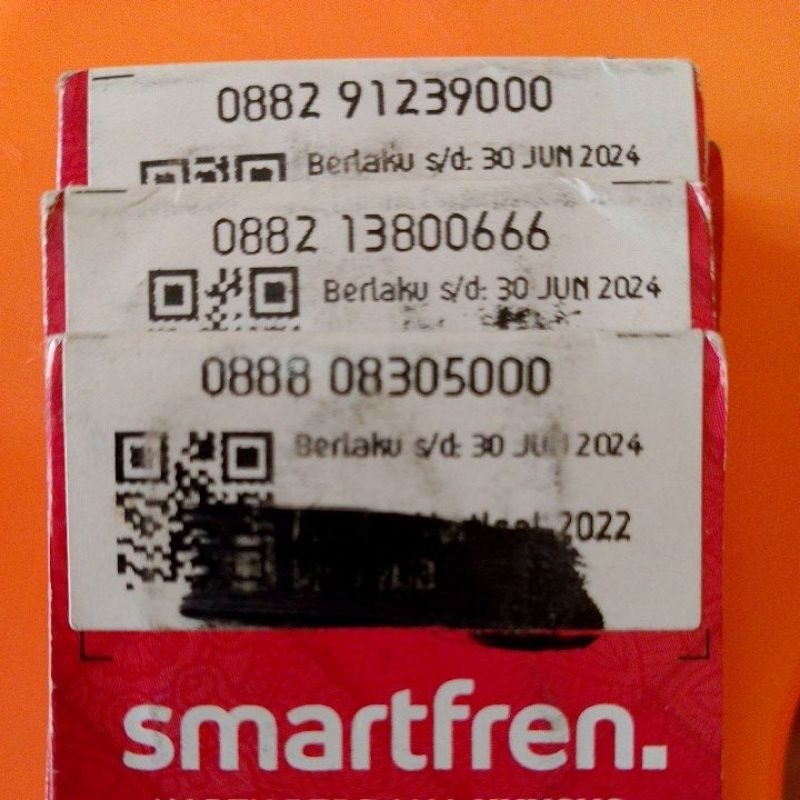 0882 91239000
Berlaku s/d: 30 JUN 2024
0882 13800666
Berlaku s/d: 30 JUN 2024
0888 08305000
Berlaku s/d: 30 JUN 2024
2022
smartfren.